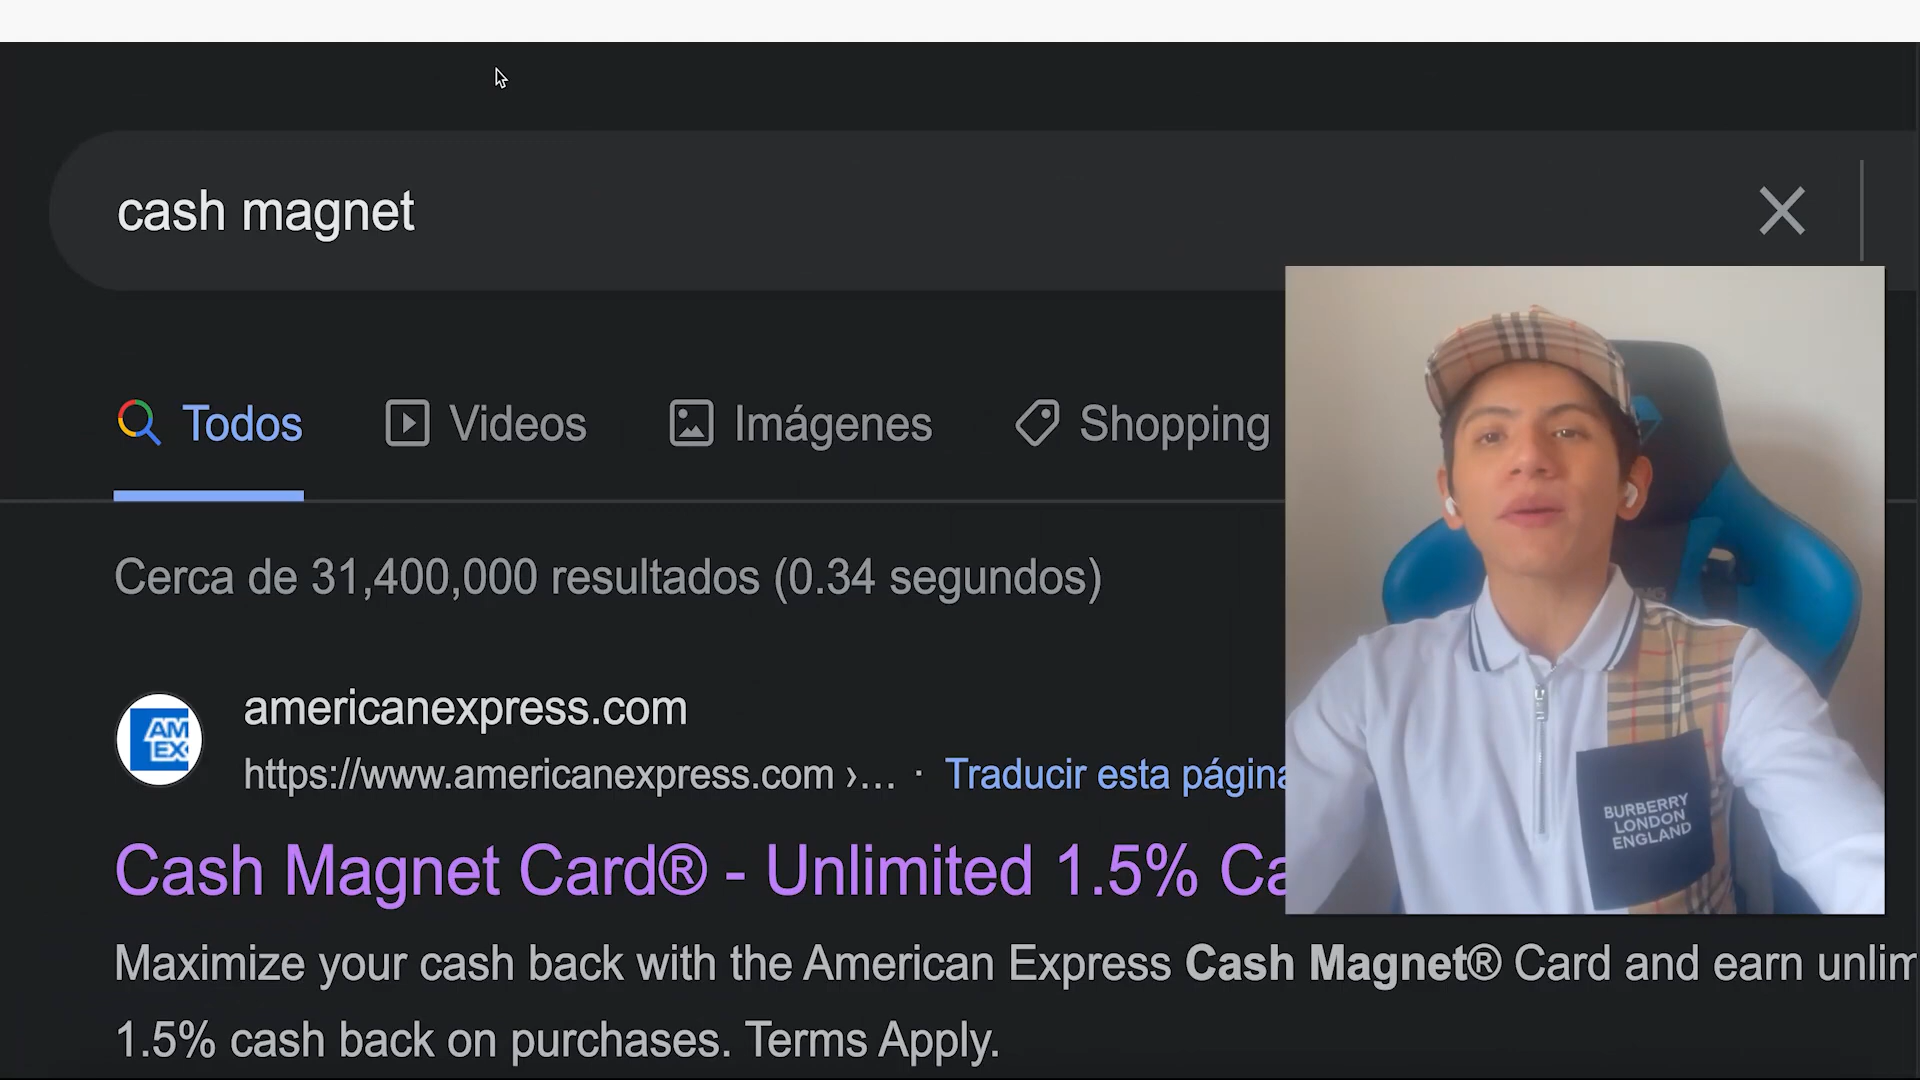 cash magnet
Todos
Videos
Imágenes
Shopping
Cerca de 31,400,000 resultados (0.34 segundos)
AM
EX
americanexpress.com
https://www.americanexpress.com ›... · Traducir esta página
Cash Magnet Card® - Unlimited 1.5% Ca
Maximize your cash back with the American Express Cash Magnet® Card and earn unlim
1.5% cash back on purchases. Terms Apply.
BURBERRY
LONDON
ENGLAND